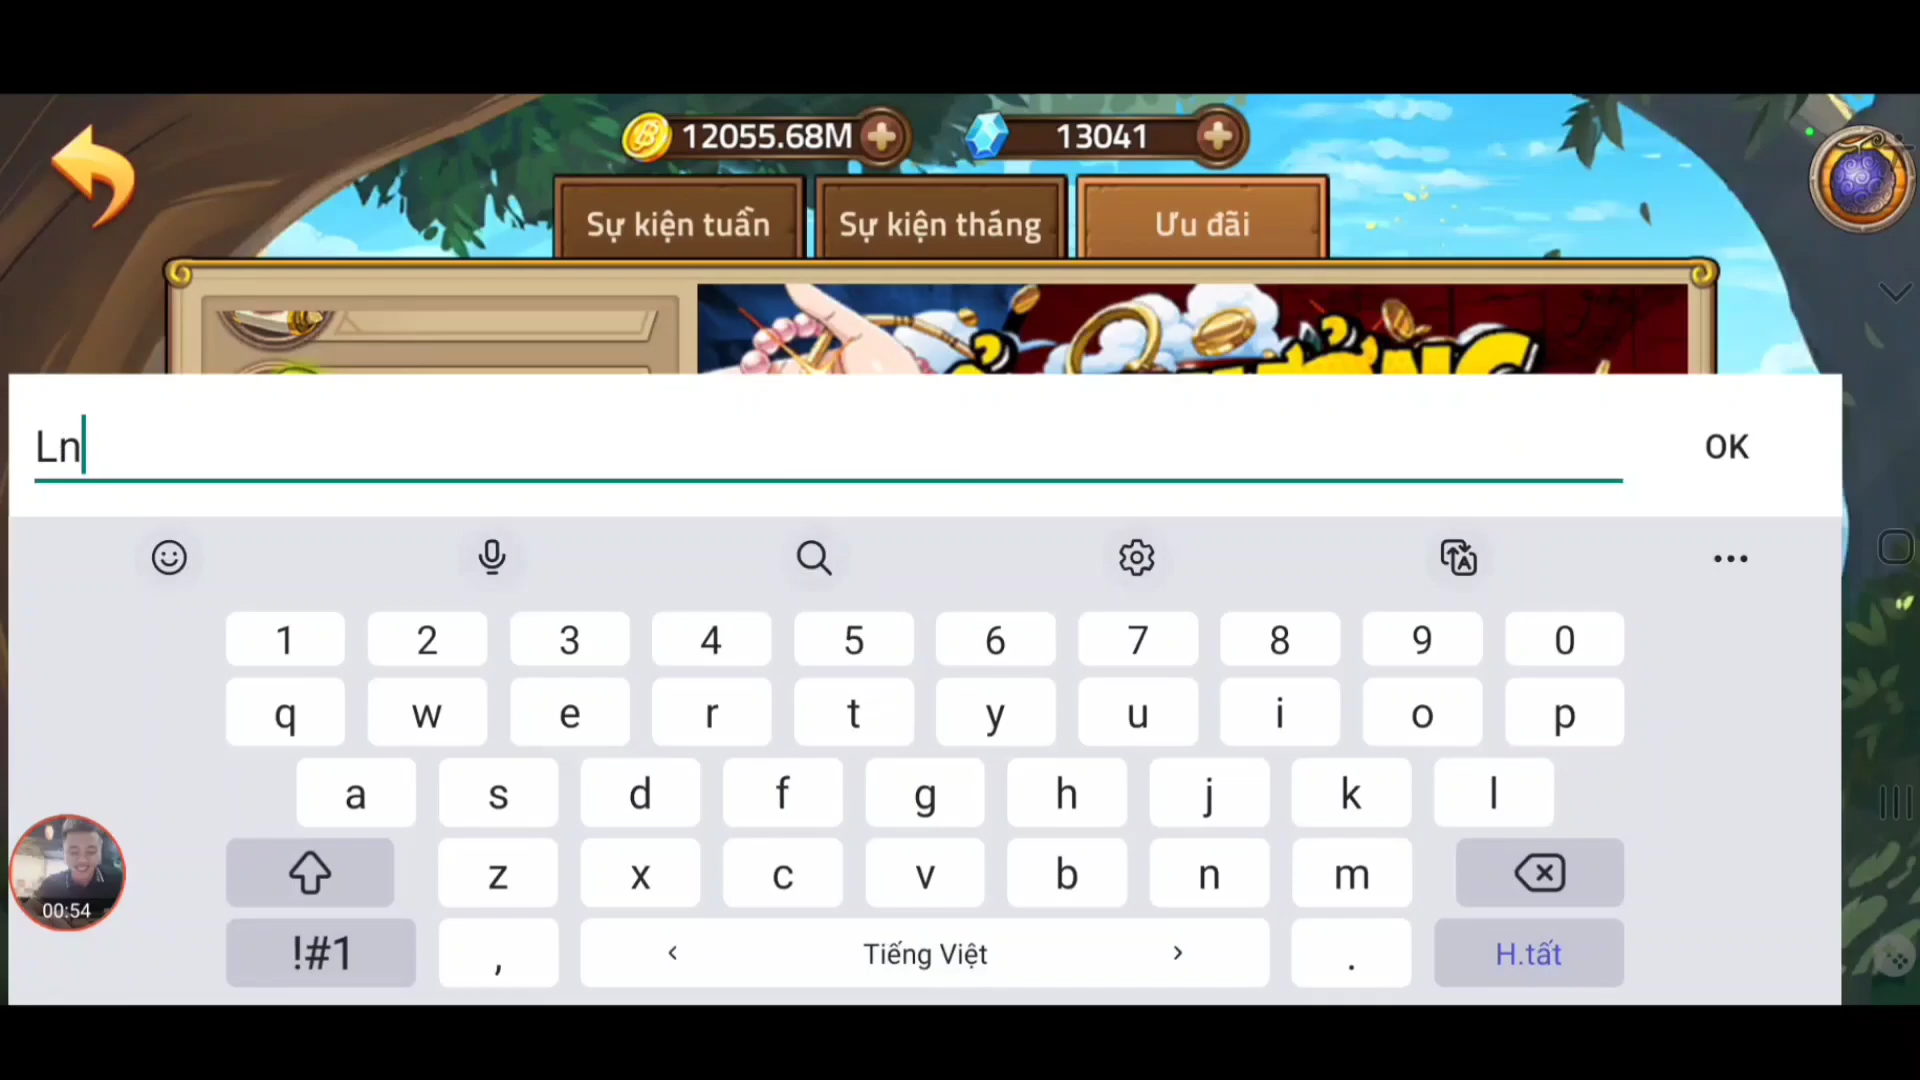 12055.68M 13041
Sự kiện tuần Sự kiện tháng Ưu đãi
Ln
OK
1 2 3 4 5 6 7 8 9 0
q w e r t y u i o p
a s d f g h j k l
z x c v b n m
00:54
!#1 , < Tiếng Việt > . H.tất